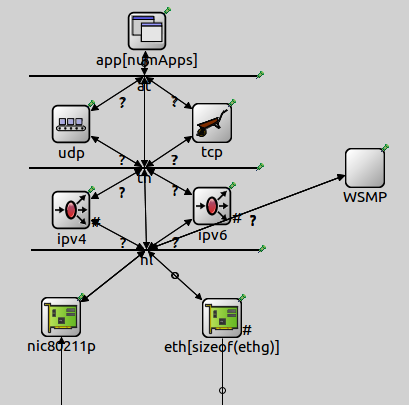 app[numApps]
at
? ?
udp
tcp
? ?
tn
? ?
WSMP
ipv4
#
ipv6
# ?
? ?
nl
nic80211p
#
eth[sizeof(ethg)]